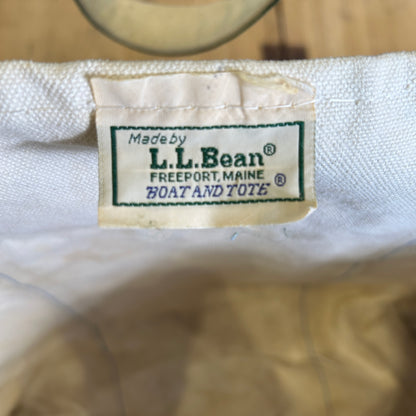 Made by
L.L.Bean®
FREEPORT, MAINE
BOAT AND TOTE ®